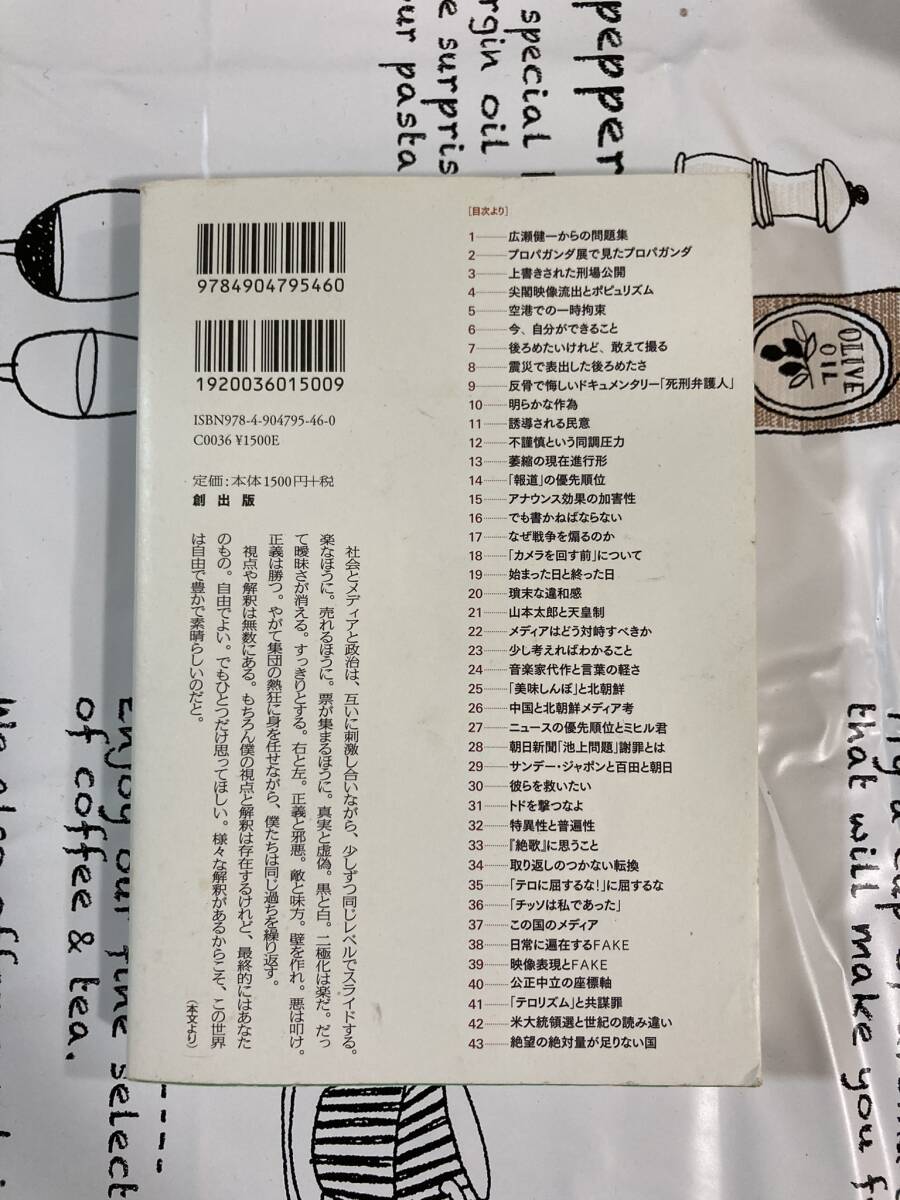 9784904795460
1920036015009
ISBN978-4-904795-46-0
C0036 ¥1500E
定価：本体1500円+税
創出版
社会とメディアと政治は、互いに刺激し合いながら、少しずつ同じレベルでスライドする。
楽なほうに。売れるほうに。票が集まるほうに。真実と虚偽。黒と白。二極化は楽だ。だっ
て曖昧さが消える。すっきりとする。右と左。正義と邪悪。敵と味方。壁を作れ。悪は叩け。
正義は勝つ。やがて集団の熱狂に身を任せながら、僕たちは同じ過ちを繰り返す。
視点や解釈は無数にある。もちろん僕の視点と解釈は存在するけれど、最終的にはあなた
のもの。自由でよい。でもひとつだけ思ってほしい。様々な解釈があるからこそ、この世界
は自由で豊かで素晴らしいのだと。
（本文より）
［目次より］
1 広瀬健一からの問題集
2 プロパガンダ展で見たプロパガンダ
3 上書きされた刑場公開
4 尖閣映像流出とポピュリズム
5 空港での一時拘束
6 今、自分ができること
7 後ろめたいけれど、敢えて撮る
8 震災で表出した後ろめたさ
9 反骨で悔しいドキュメンタリー「死刑弁護人」
10 明らかな作為
11 誘導される民意
12 不謹慎という同調圧力
13 萎縮の現在進行形
14 「報道」の優先順位
15 アナウンス効果の加害性
16 でも書かねばならない
17 なぜ戦争を煽るのか
18 「カメラを回す前」について
19 始まった日と終った日
20 瑣末な違和感
21 山本太郎と天皇制
22 メディアはどう対峙すべきか
23 少し考えればわかること
24 音楽家代作と言葉の軽さ
25 「美味しんぼ」と北朝鮮
26 中国と北朝鮮メディア考
27 ニュースの優先順位とミヒル君
28 朝日新聞「池上問題」謝罪とは
29 サンデー・ジャポンと百田と朝日
30 彼らを救いたい
31 トドを撃つなよ
32 特異性と普遍性
33 『絶歌』に思うこと
34 取り返しのつかない転換
35 「テロに屈するな！」に屈するな
36 「チッソは私であった」
37 この国のメディア
38 日常に遍在するFAKE
39 映像表現とFAKE
40 公正中立の座標軸
41 「テロリズム」と共謀罪
42 米大統領選と世紀の読み違い
43 絶望の絶対量が足りない国
pepper
special
rgin oil
e surpris
our pasta
OLIVE
OIL
Enjoy our fine select
of coffee & tea.
that will make you f